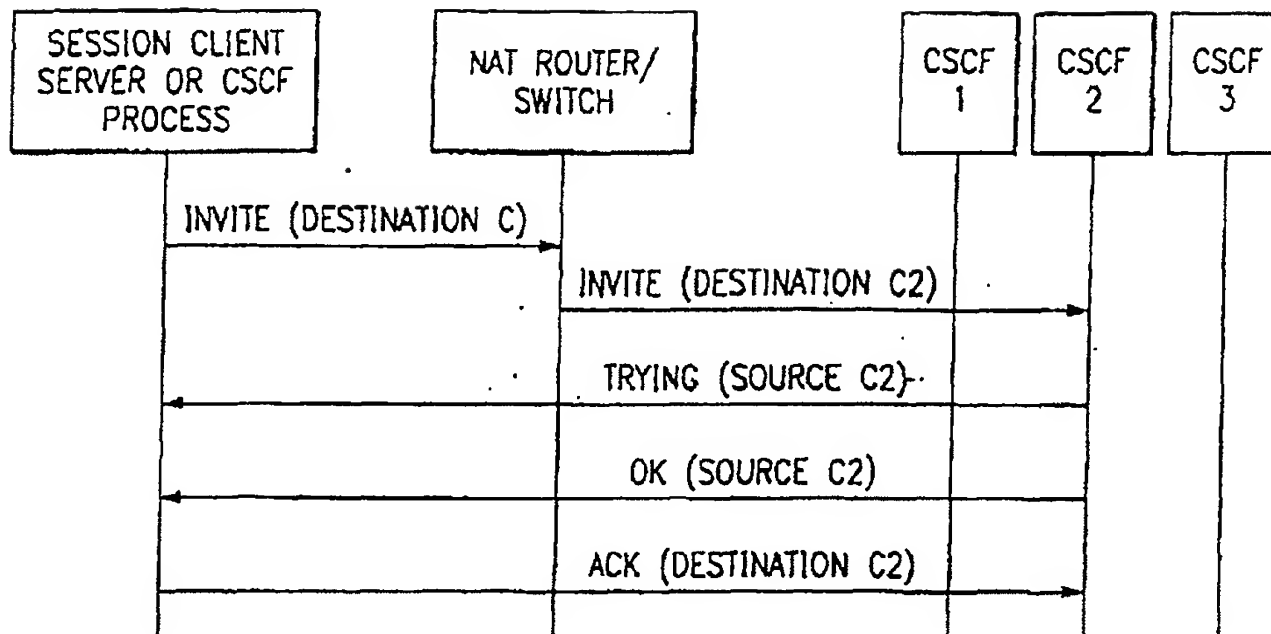 SESSION CLIENT
SERVER OR CSCF
PROCESS
NAT ROUTER/
SWITCH
CSCF
1
CSCF
2
CSCF
3
INVITE (DESTINATION C)
INVITE (DESTINATION C2)
TRYING (SOURCE C2)
OK (SOURCE C2)
ACK (DESTINATION C2)